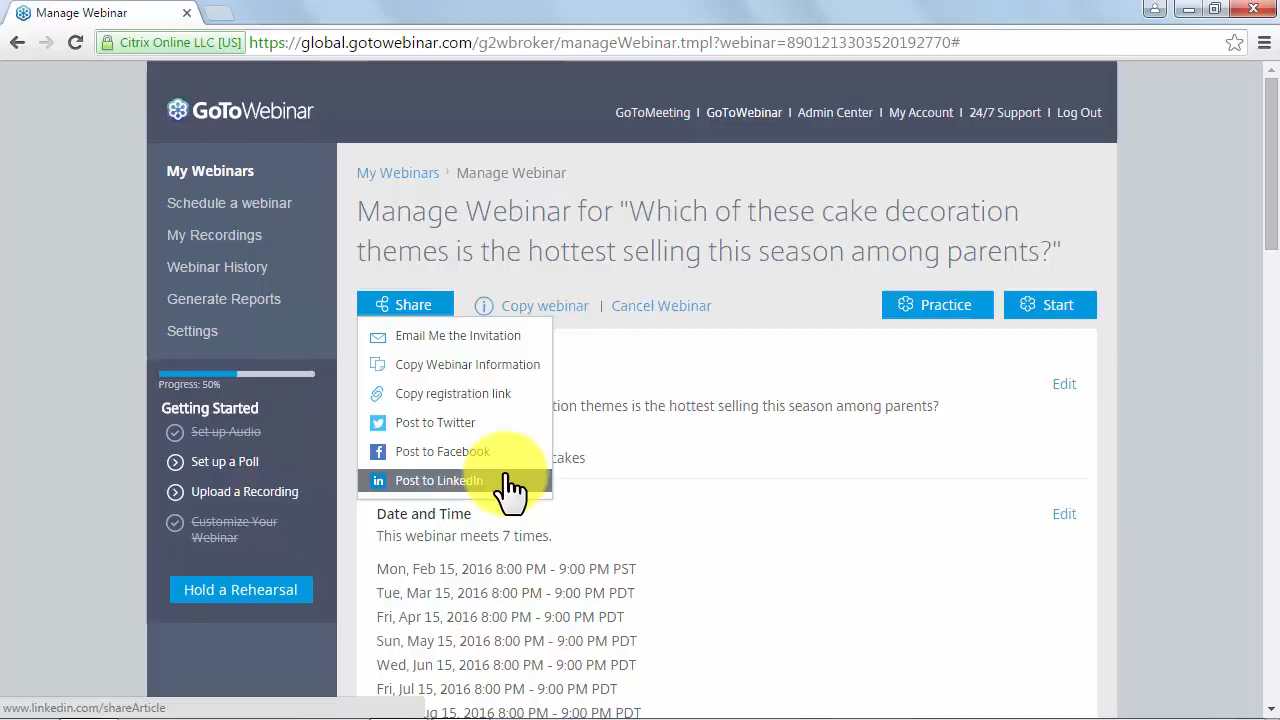 Manage Webinar
Citrix Online LLC [US]
https://global.gotowebinar.com/g2wbroker/manageWebinar.tmpl?webinar=8901213303520192770#
GoToWebinar
GoToMeeting | GoToWebinar | Admin Center | My Account | 24/7 Support | Log Out
My Webinars
Schedule a webinar
My Recordings
Webinar History
Generate Reports
Settings
Progress: 50%
Getting Started
Set up Audio
Set up a Poll
Upload a Recording
Customize Your
Webinar
Hold a Rehearsal
My Webinars › Manage Webinar
Manage Webinar for "Which of these cake decoration
themes is the hottest selling this season among parents?"
Share
Copy webinar | Cancel Webinar
Practice
Start
Email Me the Invitation
Copy Webinar Information
Copy registration link
Post to Twitter
Post to Facebook
Post to LinkedIn
Edit
themes is the hottest selling this season among parents?
cakes
Date and Time
Edit
This webinar meets 7 times.
Mon, Feb 15, 2016 8:00 PM - 9:00 PM PST
Tue, Mar 15, 2016 8:00 PM - 9:00 PM PDT
Fri, Apr 15, 2016 8:00 PM - 9:00 PM PDT
Sun, May 15, 2016 8:00 PM - 9:00 PM PDT
Wed, Jun 15, 2016 8:00 PM - 9:00 PM PDT
Fri, Jul 15, 2016 8:00 PM - 9:00 PM PDT
15, 2016 8:00 PM - 9:00 PM PDT
www.linkedin.com/shareArticle